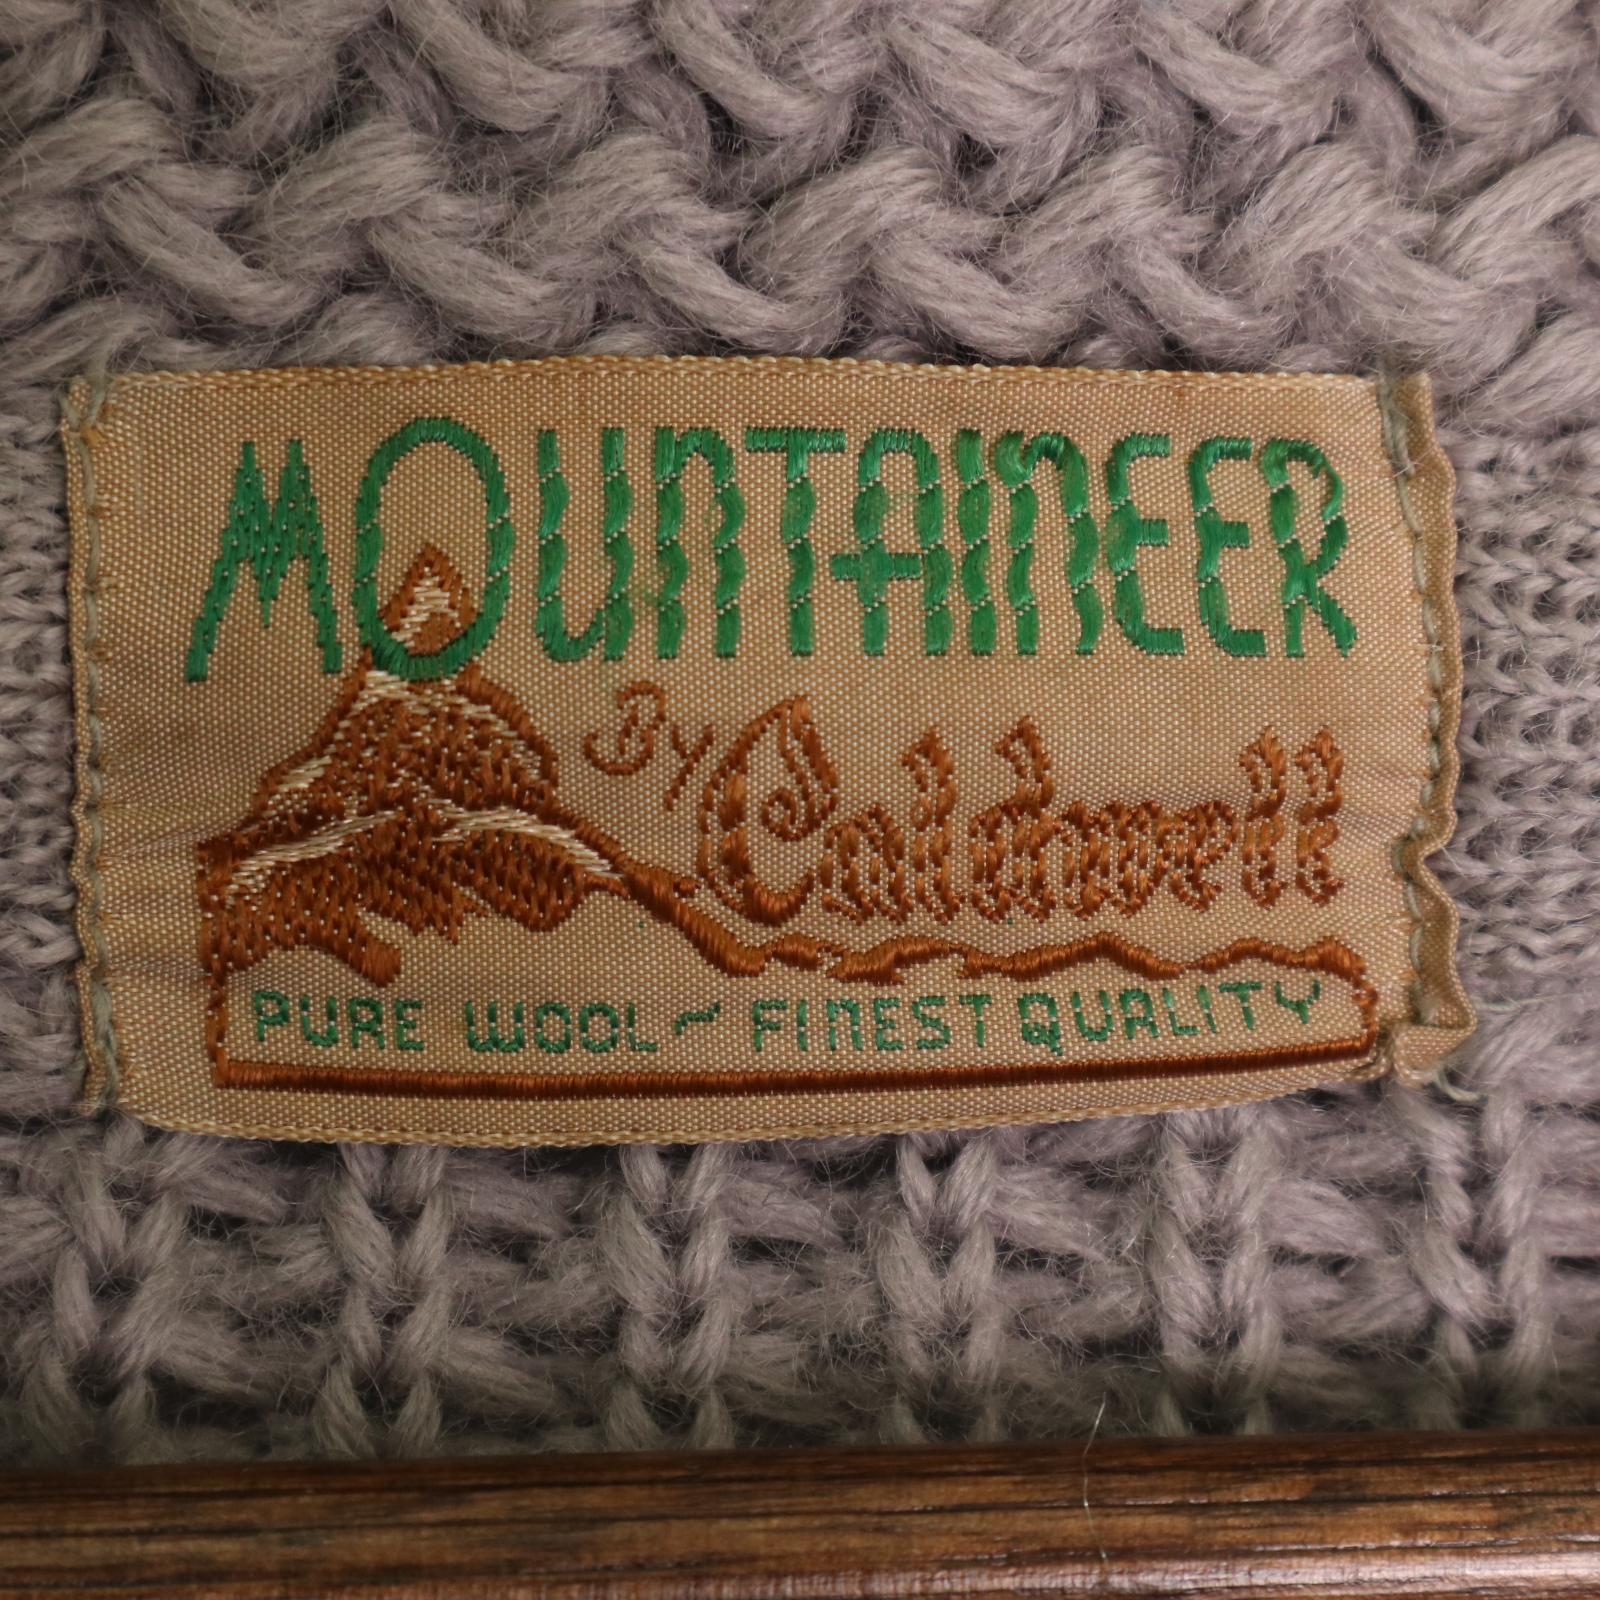 MOUNTAINEER
By Caldwell
PURE WOOL ~ FINEST QUALITY